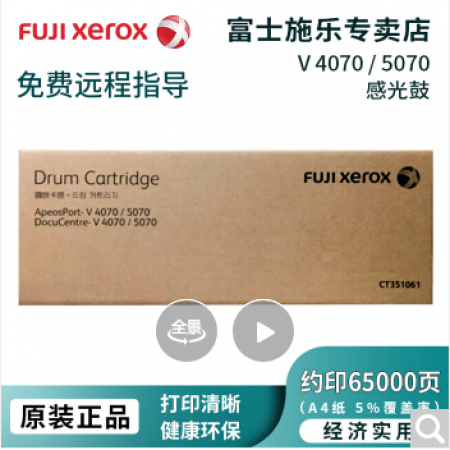 FUJI xerox
富士施乐专卖店
V 4070 / 5070
感光鼓
免费远程指导
Drum Cartridge
FUJI xerox
ApeosPort- V 4070 / 5070
DocuCentre- V 4070 / 5070
CT351061
全景
约印65000页
(A4纸 5%覆盖率)
原装正品
打印清晰
健康环保
经济实用